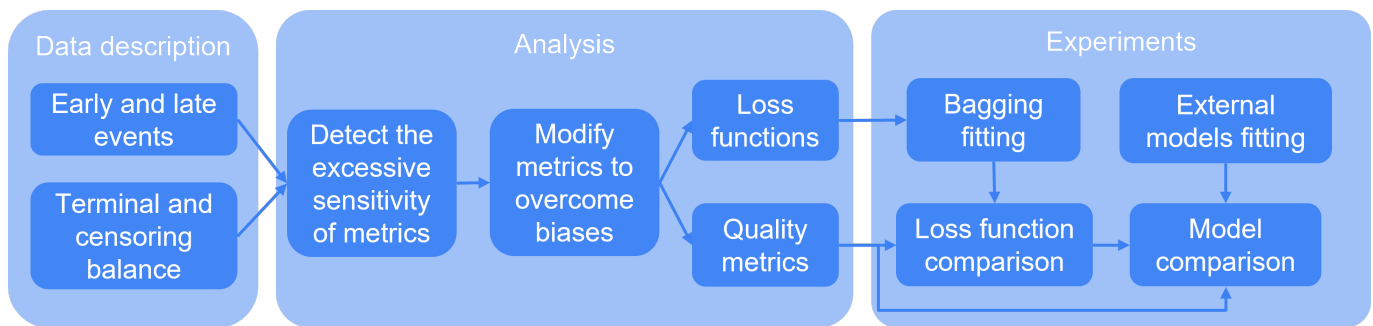 Data description
Early and late
events
Terminal and
censoring
balance
Analysis
Detect the
excessive
sensitivity
of metrics
Modify
metrics to
overcome
biases
Loss
functions
Quality
metrics
Experiments
Bagging
fitting
External
models fitting
Loss function
comparison
Model
comparison